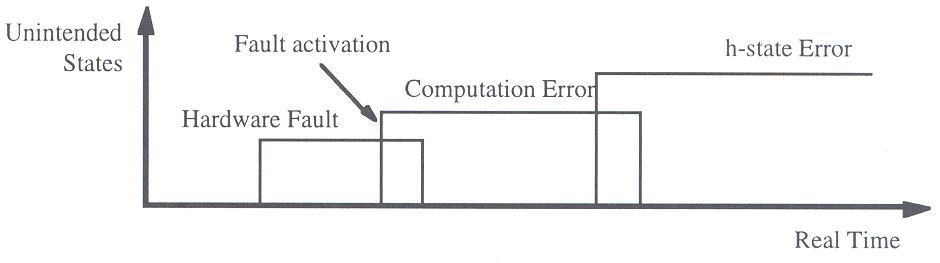 Unintended
States
Fault activation
h-state Error
Computation Error
Hardware Fault
Real Time